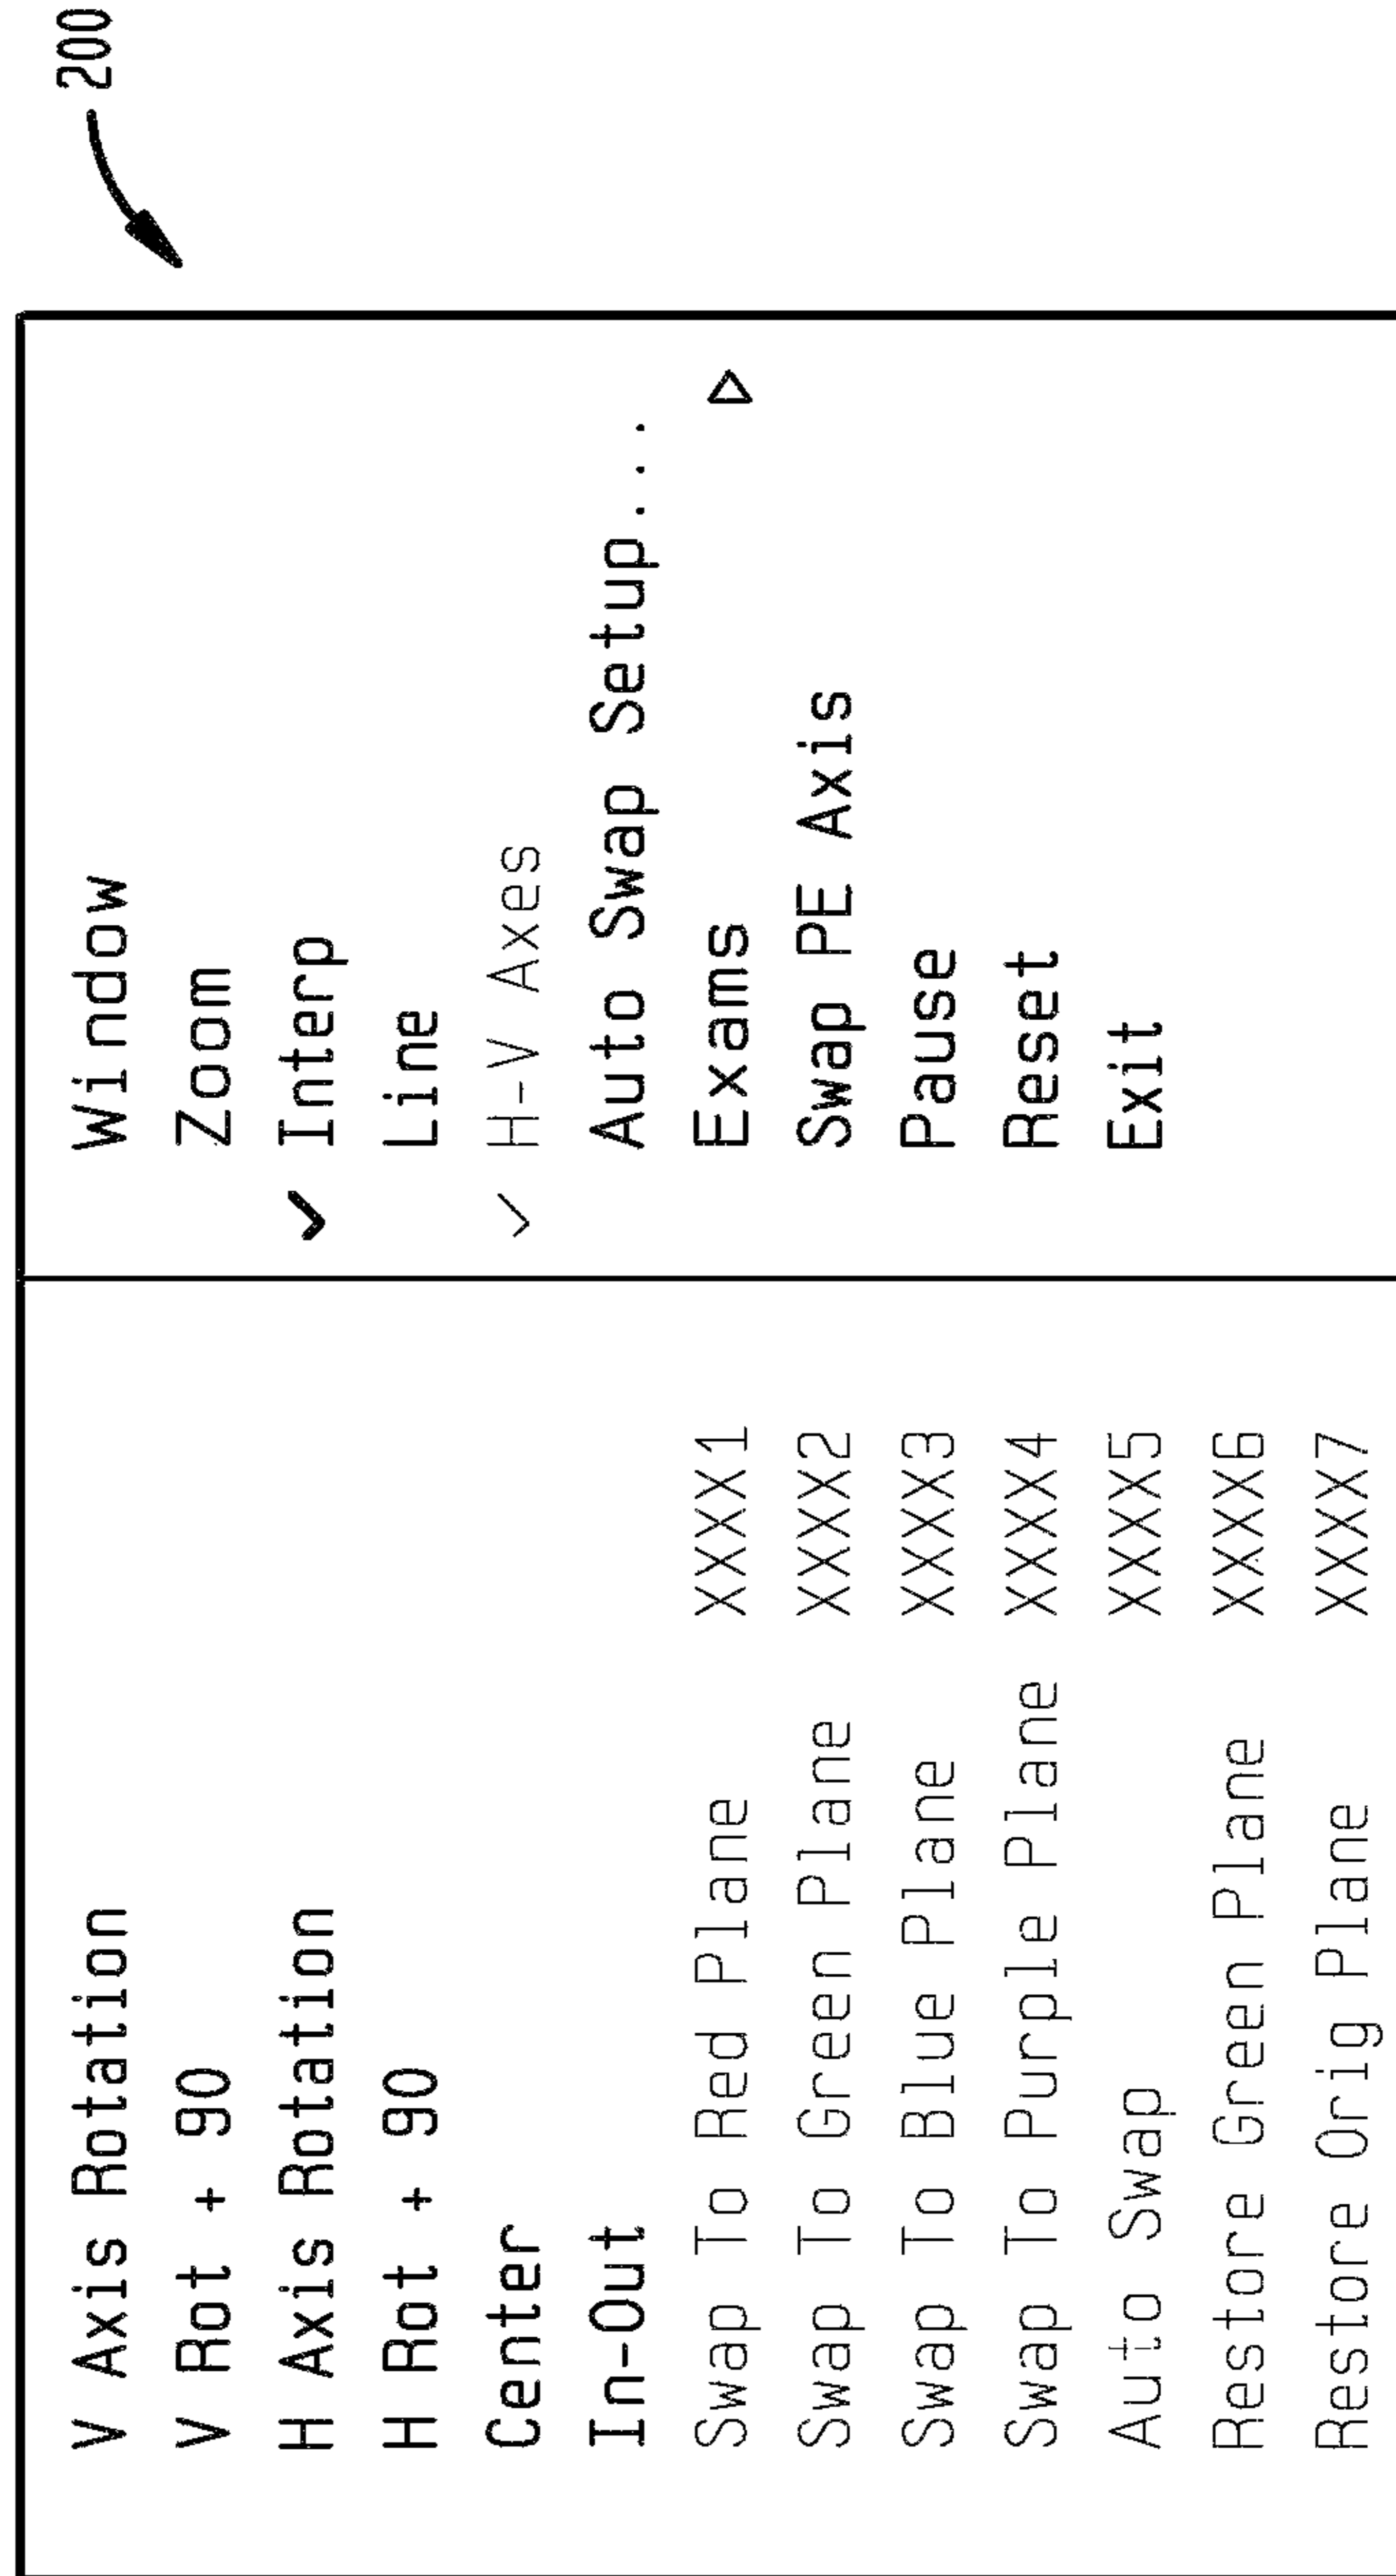 200
V Axis Rotation
V Rot + 90
H Axis Rotation
H Rot + 90
Center
In-Out
Swap To Red Plane XXXX1
Swap To Green Plane XXXX2
Swap To Blue Plane XXXX3
Swap To Purple Plane XXXX4
Auto Swap XXXX5
Restore Green Plane XXXX6
Restore Orig Plane XXXX7
Window
Zoom
✓ Interp
Line
✓ H-V Axes
Auto Swap Setup...
Exams ▷
Swap PE Axis
Pause
Reset
Exit